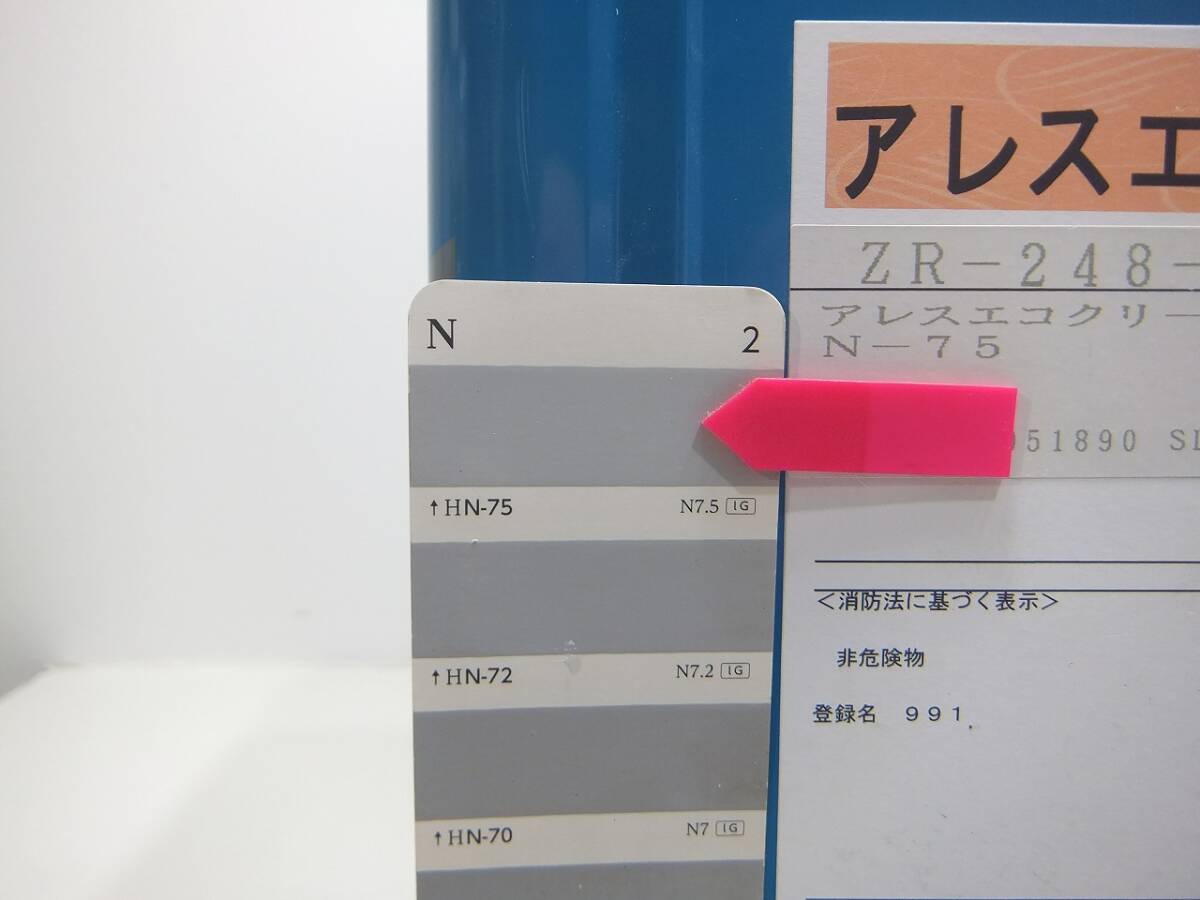 アレスエ
ZR-248-
アレスエコクリー
N-75
51890 SL
<消防法に基づく表示>
非危険物
登録名 991.
N 2
↑HN-75 N7.5 IG
↑HN-72 N7.2 IG
↑HN-70 N7 IG